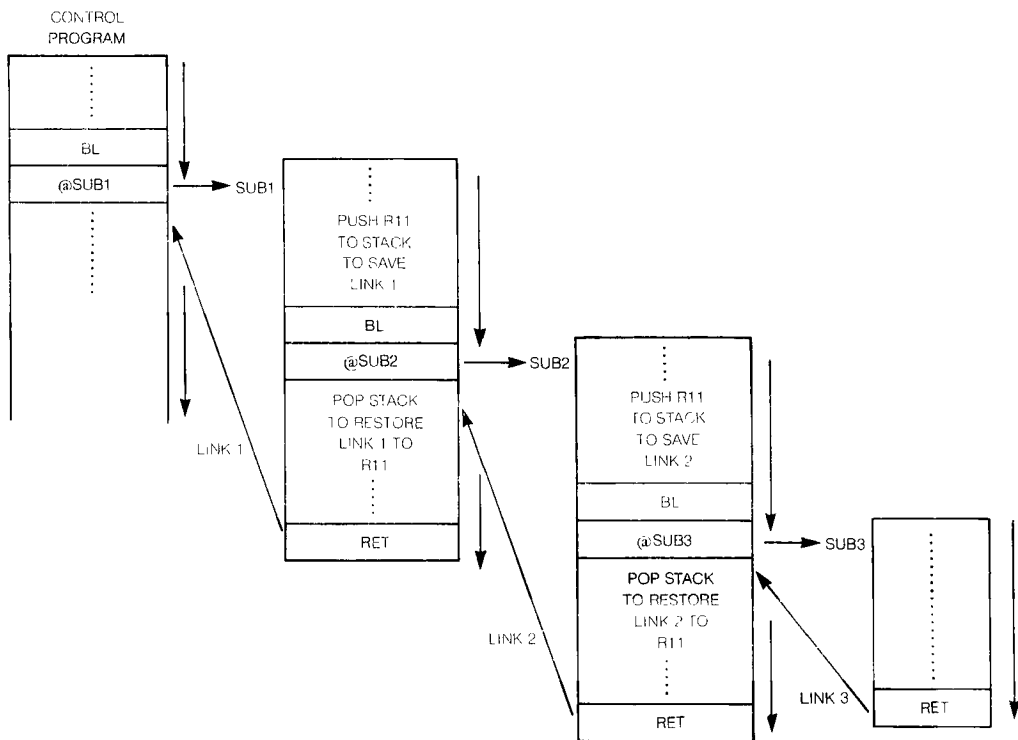 CONTROL
PROGRAM
BL
@SUB1
SUB1
PUSH R11
TO STACK
TO SAVE
LINK 1
BL
@SUB2
SUB2
POP STACK
TO RESTORE
LINK 1 TO
R11
RET
LINK 1
PUSH R11
TO STACK
TO SAVE
LINK 2
BL
@SUB3
SUB3
POP STACK
TO RESTORE
LINK 2 TO
R11
RET
LINK 2
LINK 3
RET